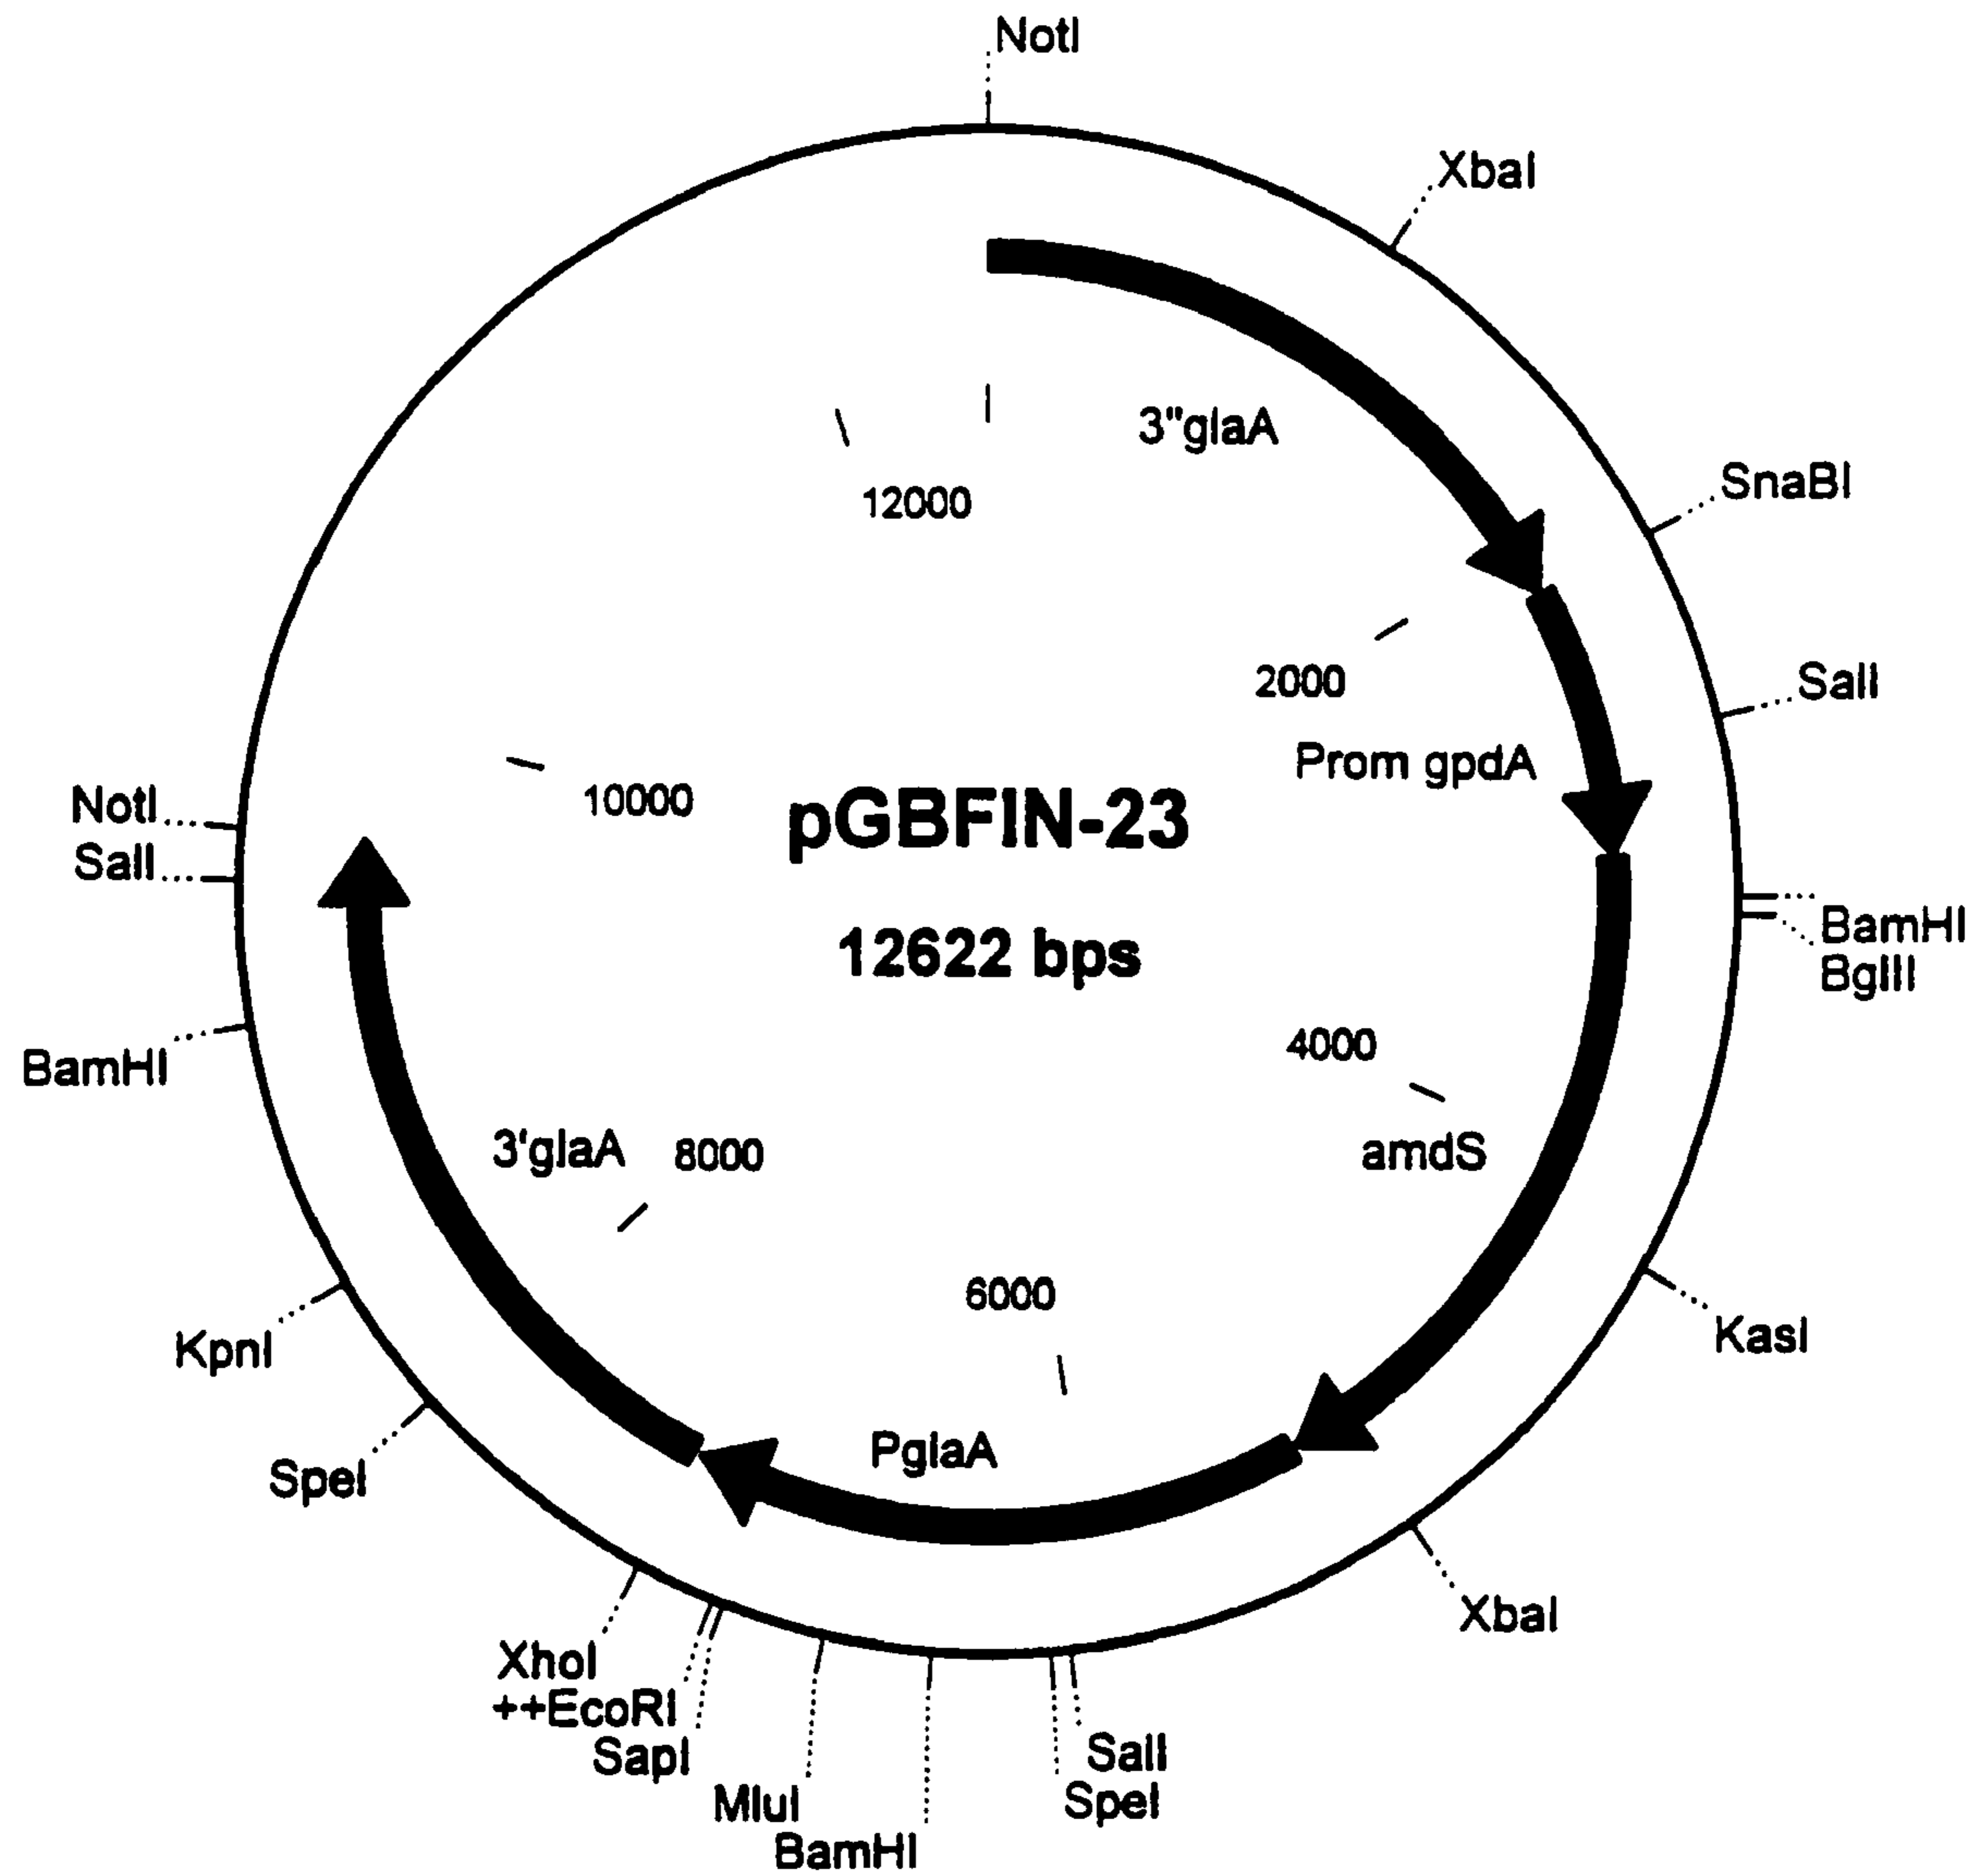 NotI
XbaI
SnaBI
SalI
BamHI
BglII
KasI
XbaI
SalI
SpeI
BamHI
MluI
SapI
++EcoRI
XhoI
SpeI
KpnI
BamHI
SalI
NotI
3"glaA
12000
2000
Prom gpdA
10000
pGBFIN-23
12622 bps
4000
amdS
3'glaA
8000
6000
PglaA